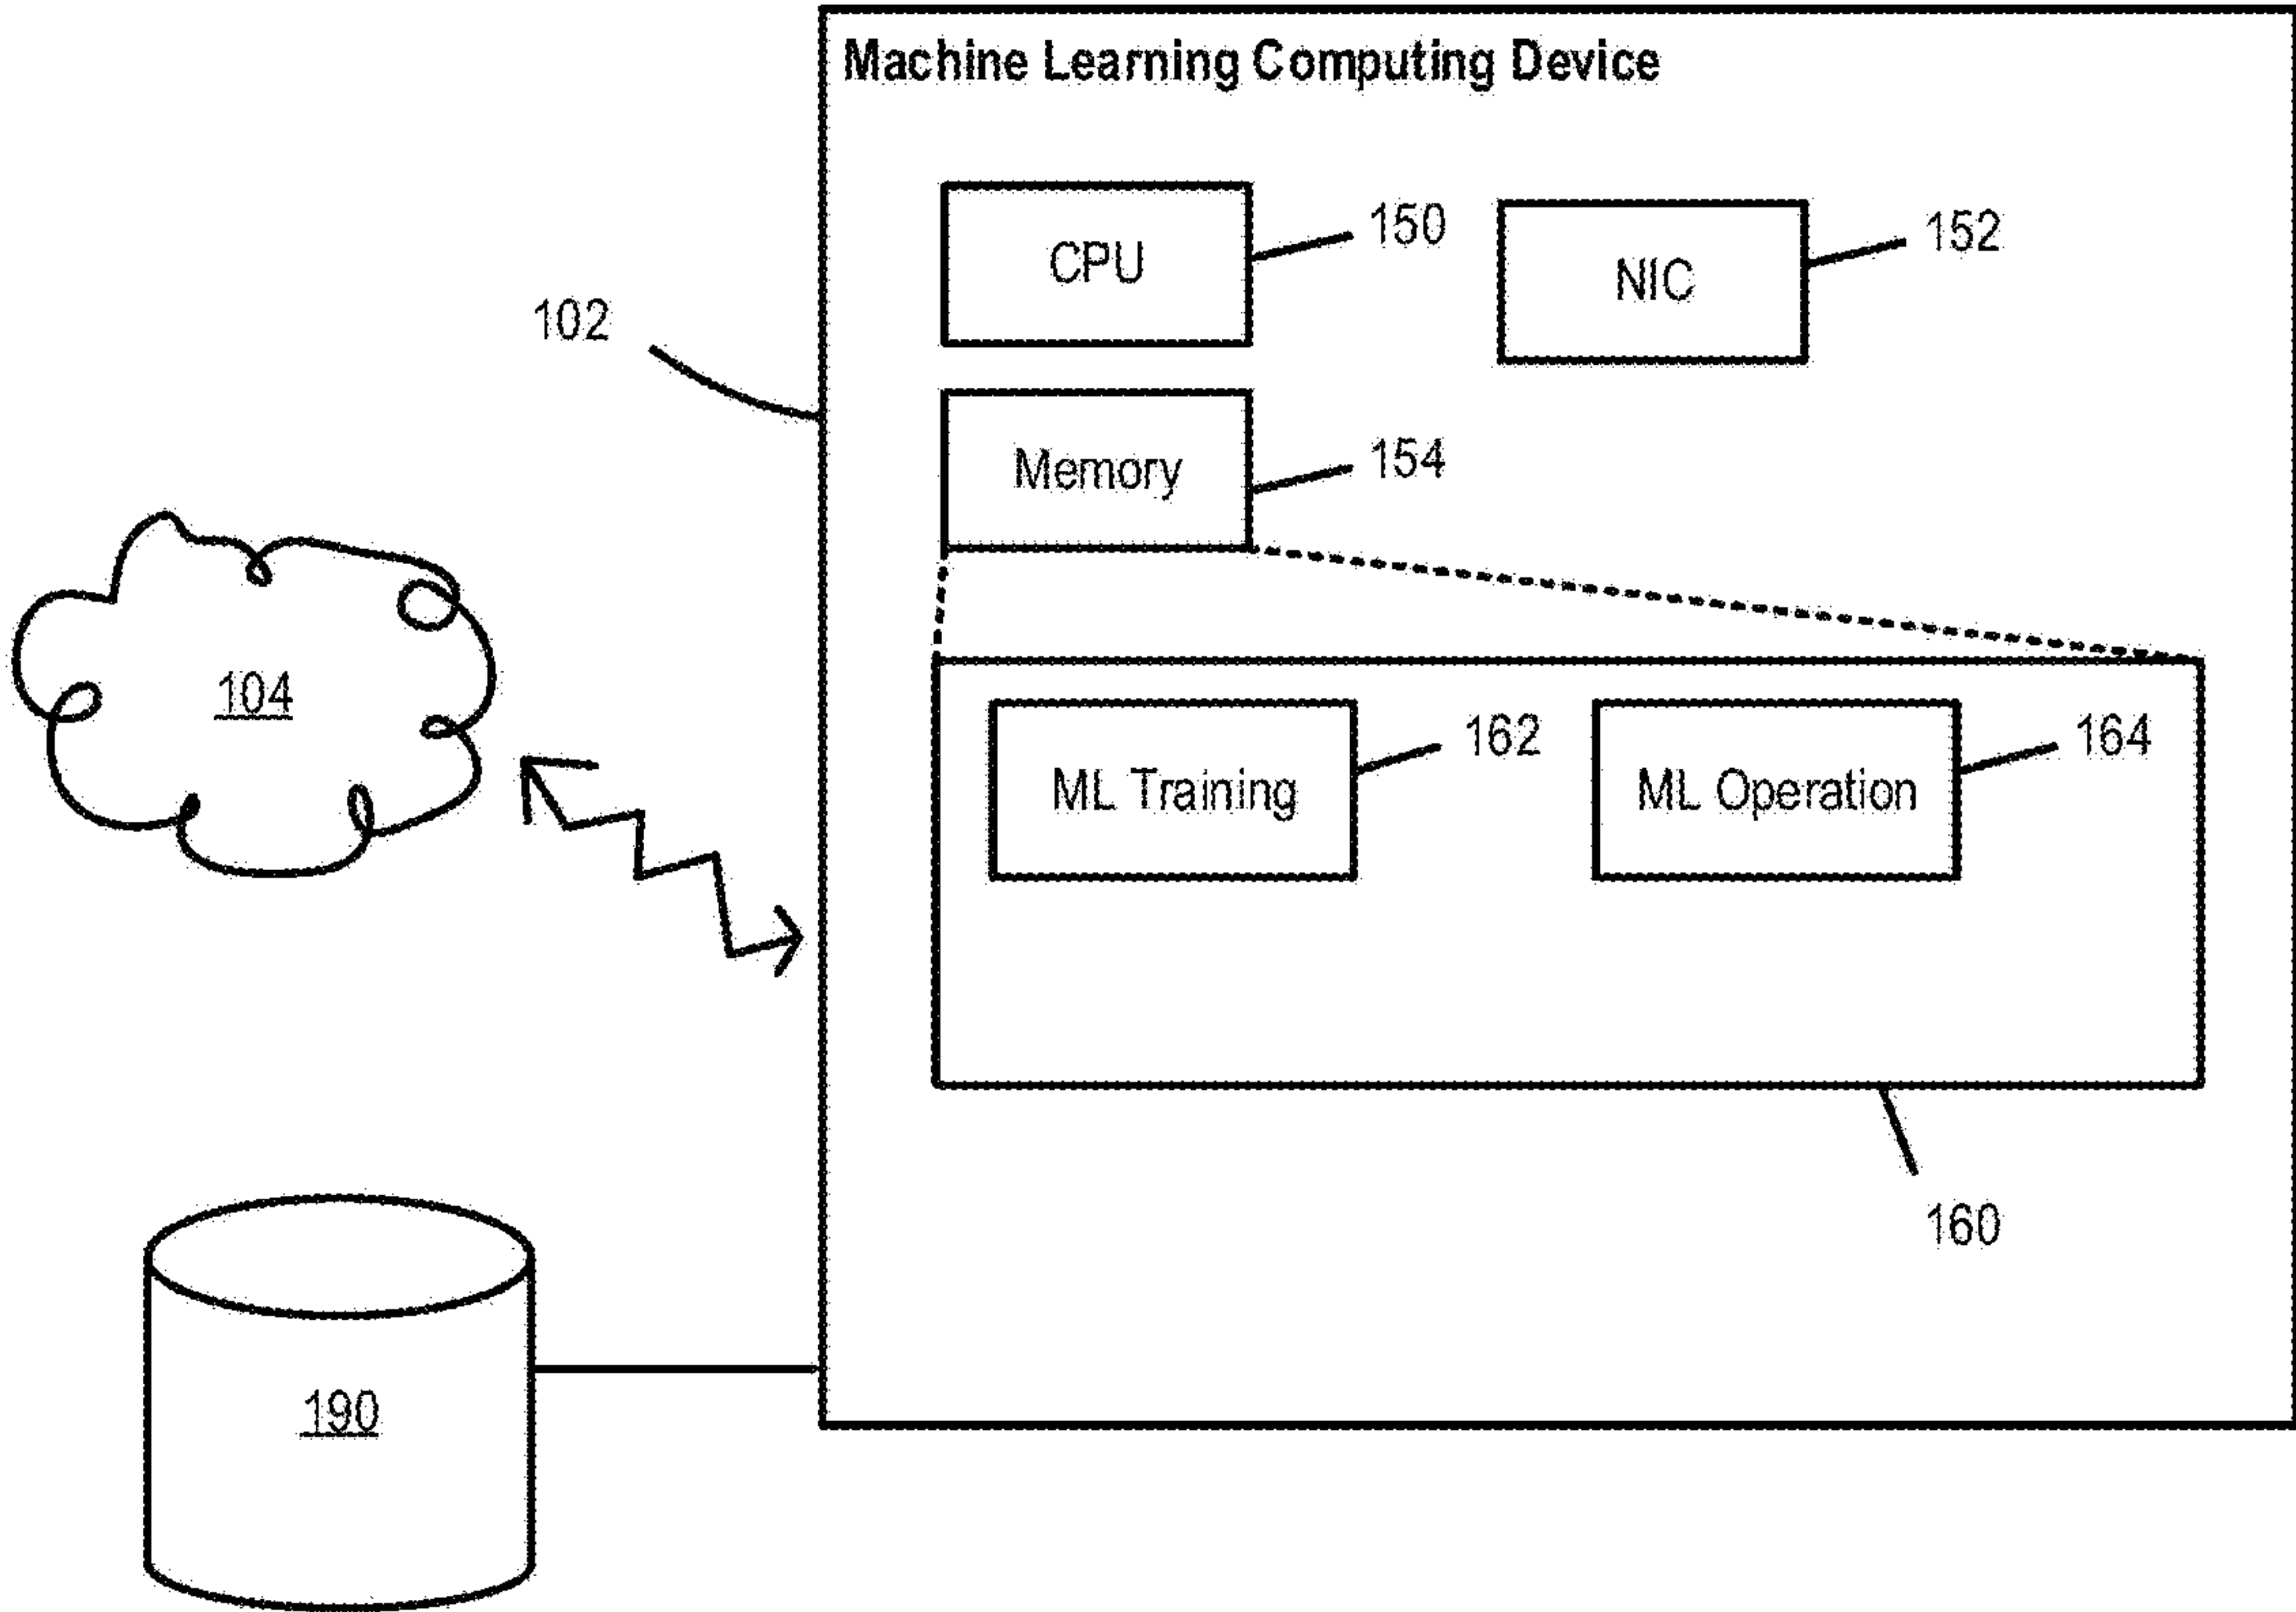 Machine Learning Computing Device
CPU
150
NIC
152
102
Memory
154
104
ML Training
162
ML Operation
164
160
190